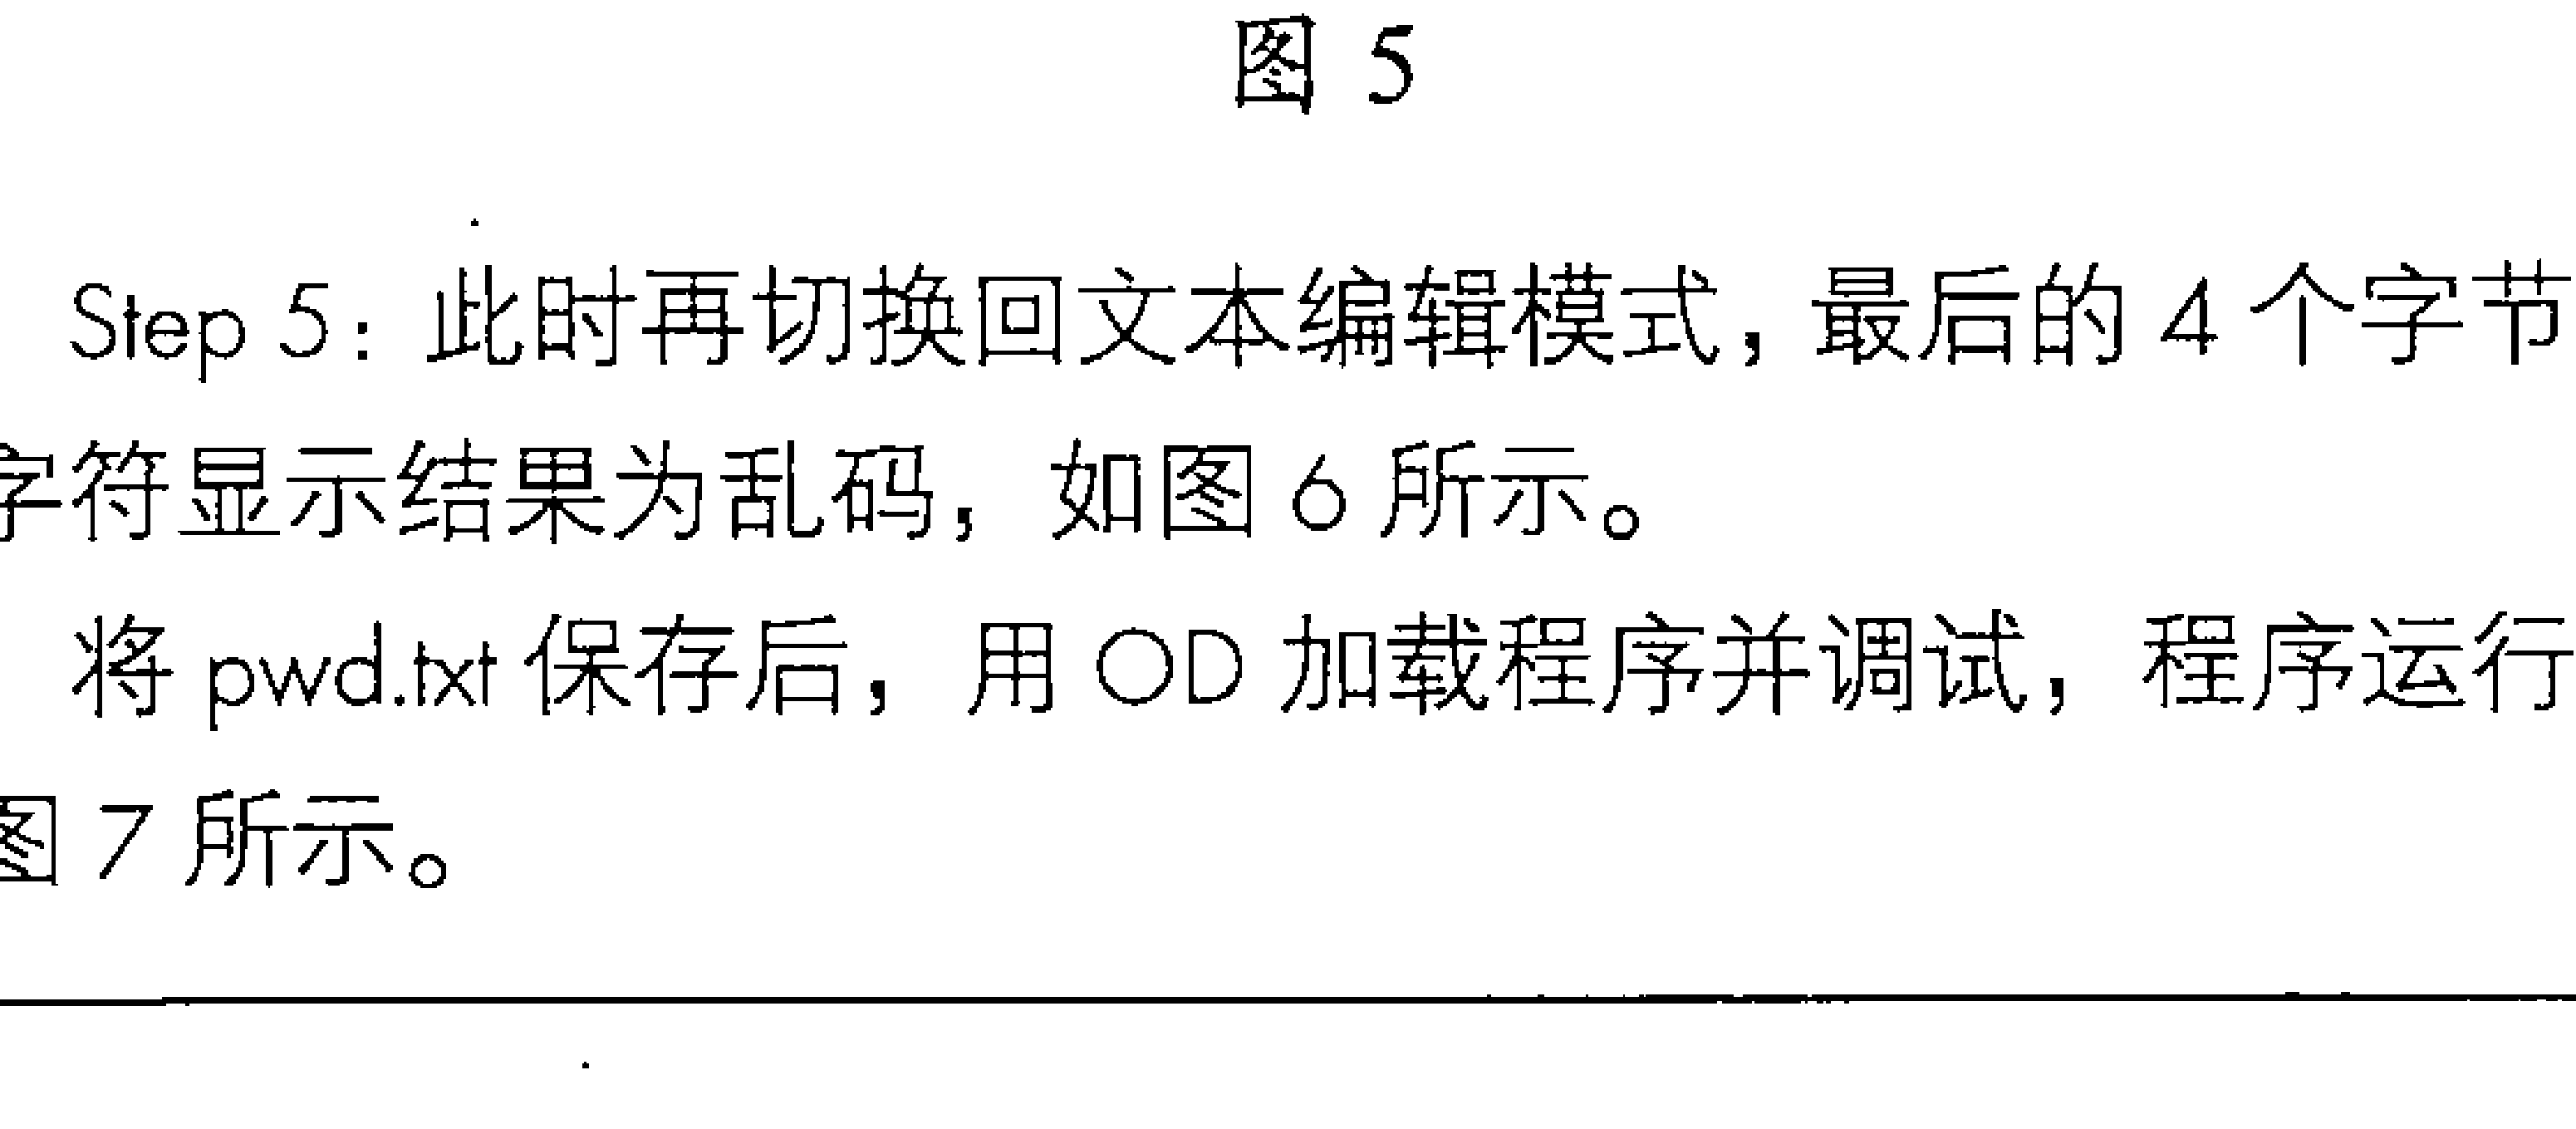 图 5
Step 5：此时再切换回文本编辑模式，最后的 4 个字节
字符显示结果为乱码，如图 6 所示。
将 pwd.txt 保存后，用 OD 加载程序并调试，程序运行
图 7 所示。